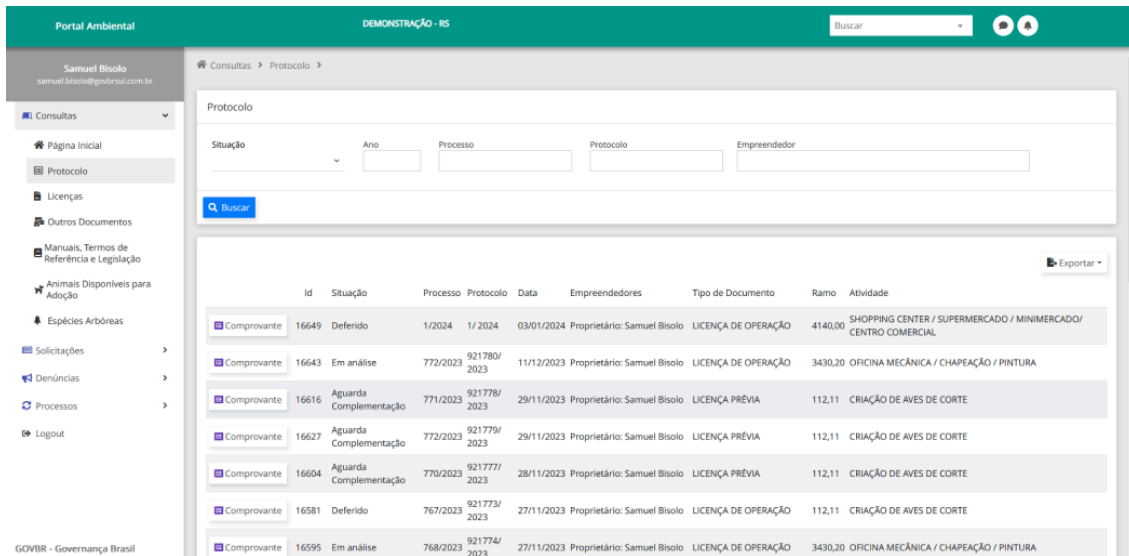 Portal Ambiental
DEMONSTRAÇÃO - RS
Buscar
Samuel Bisolo
samuel.bisolo@govbrsul.com.br
Consultas > Protocolo >
Consultas
Página Inicial
Protocolo
Licenças
Outros Documentos
Manuais, Termos de
Referência e Legislação
Animais Disponíveis para
Adoção
Espécies Arbóreas
Solicitações
Denúncias
Processos
Logout
GOVBR - Governança Brasil
Protocolo
Situação Ano Processo Protocolo Empreendedor
Buscar
Exportar
Id Situação Processo Protocolo Data Empreendedores Tipo de Documento Ramo Atividade
Comprovante 16649 Deferido 1/2024 1/ 2024 03/01/2024 Proprietário: Samuel Bisolo LICENÇA DE OPERAÇÃO 4140,00 SHOPPING CENTER / SUPERMERCADO / MINIMERCADO/
CENTRO COMERCIAL
Comprovante 16643 Em análise 772/2023 921780/ 11/12/2023 Proprietário: Samuel Bisolo LICENÇA DE OPERAÇÃO 3430,20 OFICINA MECÂNICA / CHAPEAÇÃO / PINTURA
2023
Comprovante 16616 Aguarda 771/2023 921778/ 29/11/2023 Proprietário: Samuel Bisolo LICENÇA PRÉVIA 112,11 CRIAÇÃO DE AVES DE CORTE
Complementação 2023
Comprovante 16627 Aguarda 772/2023 921779/ 29/11/2023 Proprietário: Samuel Bisolo LICENÇA PRÉVIA 112,11 CRIAÇÃO DE AVES DE CORTE
Complementação 2023
Comprovante 16604 Aguarda 770/2023 921777/ 28/11/2023 Proprietário: Samuel Bisolo LICENÇA PRÉVIA 112,11 CRIAÇÃO DE AVES DE CORTE
Complementação 2023
Comprovante 16581 Deferido 767/2023 921773/ 27/11/2023 Proprietário: Samuel Bisolo LICENÇA DE OPERAÇÃO 112,11 CRIAÇÃO DE AVES DE CORTE
2023
Comprovante 16595 Em análise 768/2023 921774/ 27/11/2023 Proprietário: Samuel Bisolo LICENÇA DE OPERAÇÃO 3430,20 OFICINA MECÂNICA / CHAPEAÇÃO / PINTURA
2023